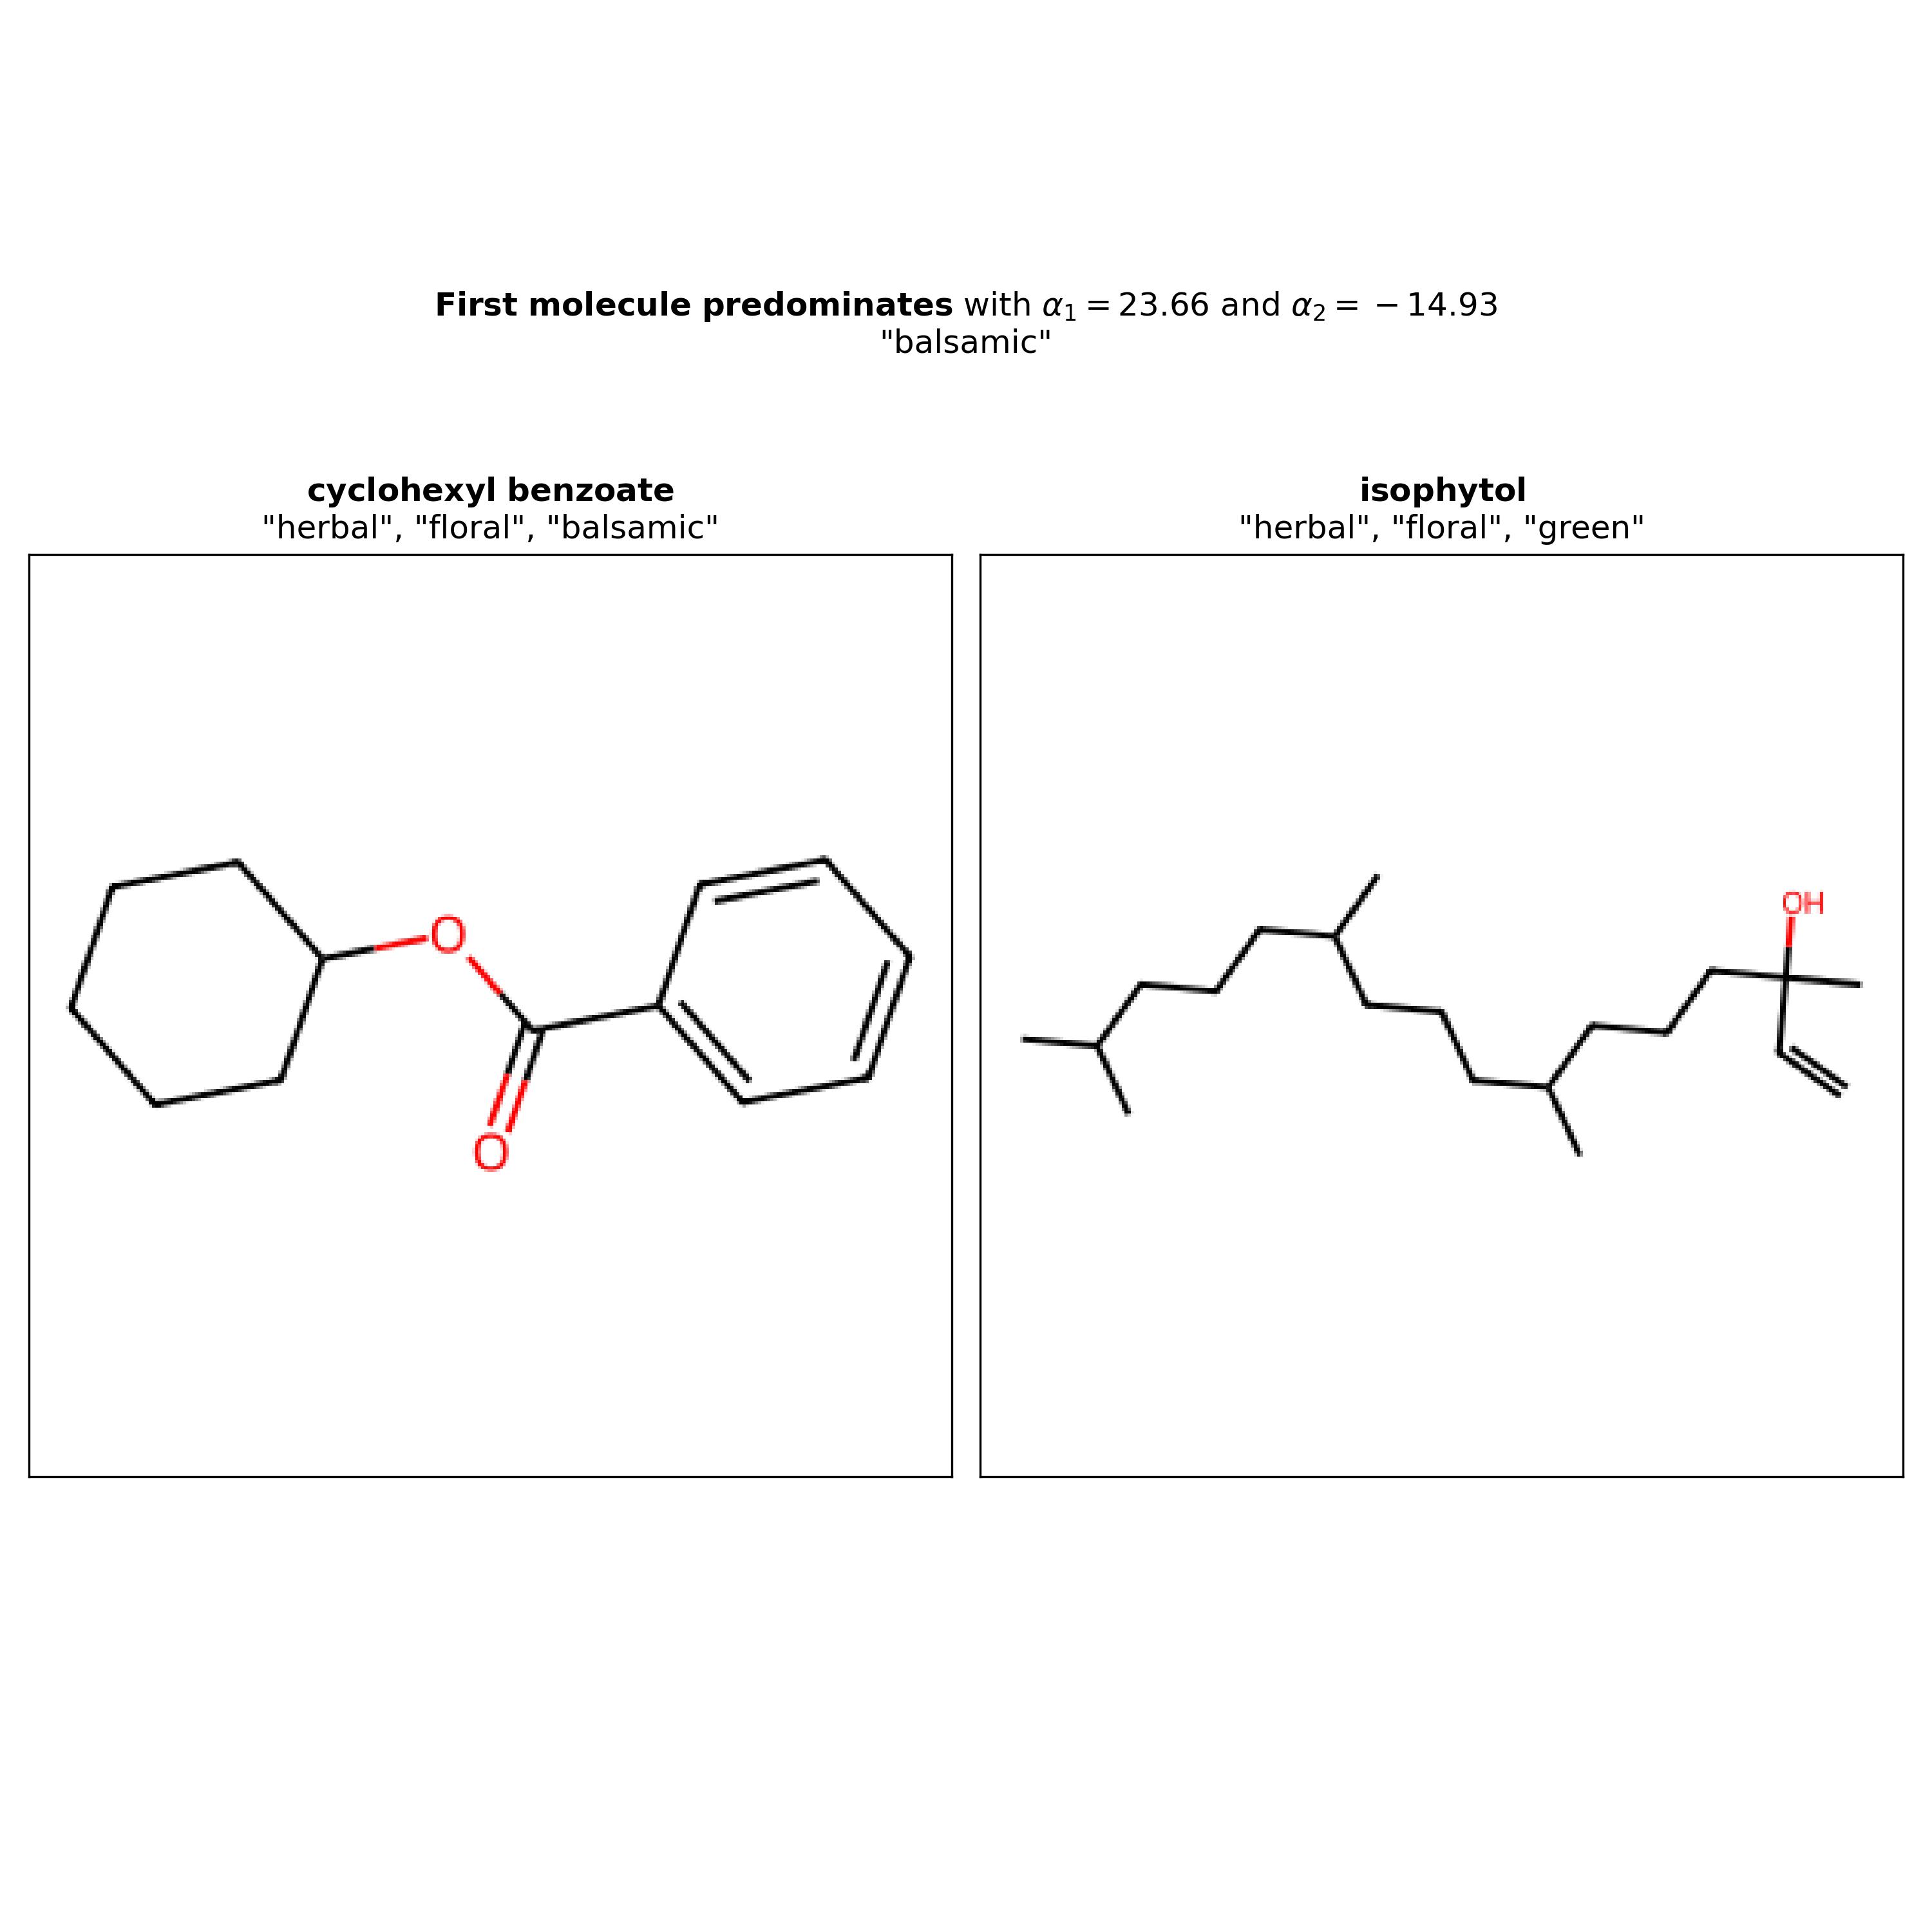 First molecule predominates with α₁ = 23.66 and α₂ = − 14.93
"balsamic"
cyclohexyl benzoate
"herbal", "floral", "balsamic"
O
O
isophytol
"herbal", "floral", "green"
OH